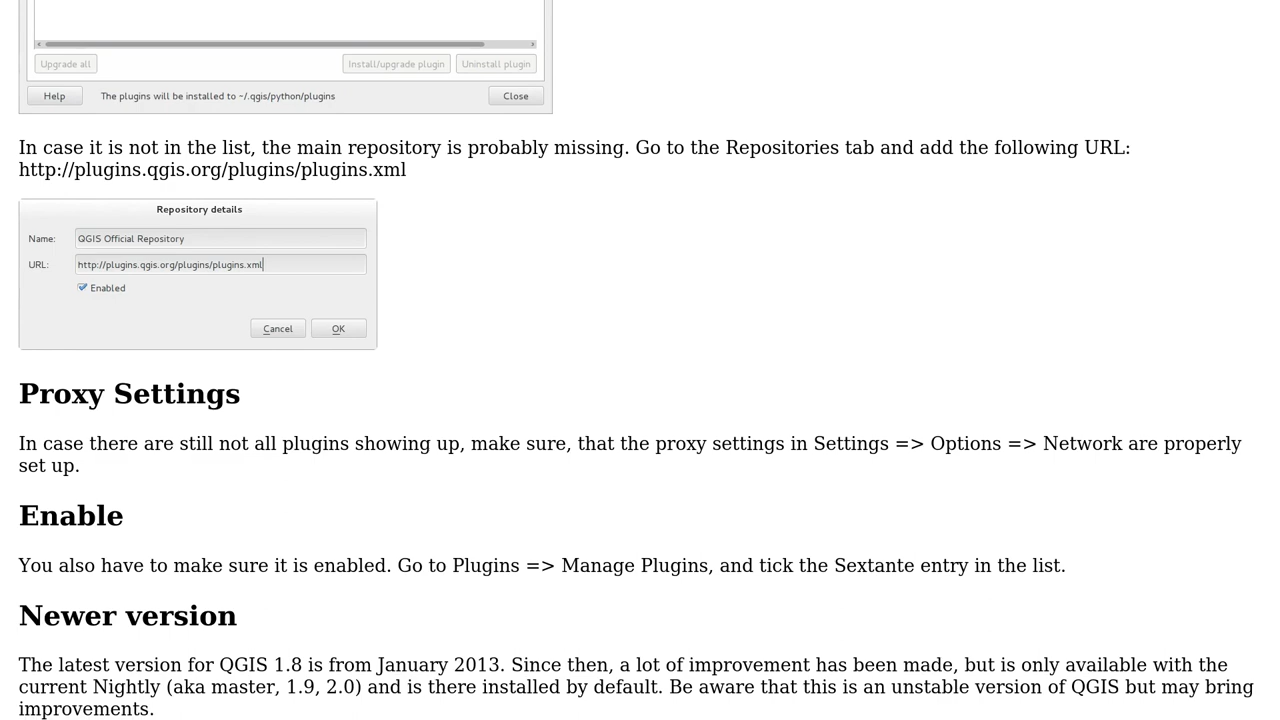 Upgrade all Install/upgrade plugin Uninstall plugin
Help The plugins will be installed to ~/.qgis/python/plugins Close
In case it is not in the list, the main repository is probably missing. Go to the Repositories tab and add the following URL:
http://plugins.qgis.org/plugins/plugins.xml
Repository details
Name: QGIS Official Repository
URL: http://plugins.qgis.org/plugins/plugins.xml
Enabled
Cancel OK
Proxy Settings
In case there are still not all plugins showing up, make sure, that the proxy settings in Settings => Options => Network are properly
set up.
Enable
You also have to make sure it is enabled. Go to Plugins => Manage Plugins, and tick the Sextante entry in the list.
Newer version
The latest version for QGIS 1.8 is from January 2013. Since then, a lot of improvement has been made, but is only available with the
current Nightly (aka master, 1.9, 2.0) and is there installed by default. Be aware that this is an unstable version of QGIS but may bring
improvements.